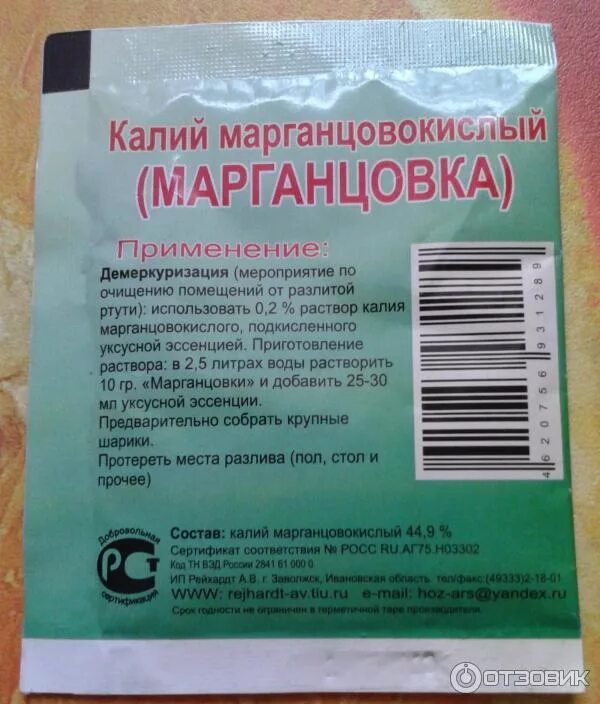 Калий марганцовокислый
(МАРГАНЦОВКА)
Применение:
Демеркуризация (мероприятие по
очищению помещений от разлитой
ртути): использовать 0,2 % раствор калия
марганцовокислого, подкисленного
уксусной эссенцией. Приготовление
раствора: в 2,5 литрах воды растворить
10 гр. «Марганцовки» и добавить 25-30
мл уксусной эссенции.
Предварительно собрать крупные
шарики.
Протереть места разлива (пол, стол и
прочее)
4 620756 931289
Добровольная
РСТ
сертификация
Состав: калий марганцовокислый 44,9 %
Сертификат соответствия № РОСС RU.АГ75.Н03302
Код ТН ВЭД России 2841 61 000 0
ИП Рейхардт А.В. г. Заволжск, Ивановская область, тел/факс:(49333)2-18-01
WWW: rejhardt-av.tiu.ru e-mail: hoz-ars@yandex.ru
Срок годности не ограничен в герметичной таре производителя.
ОТЗОВИК